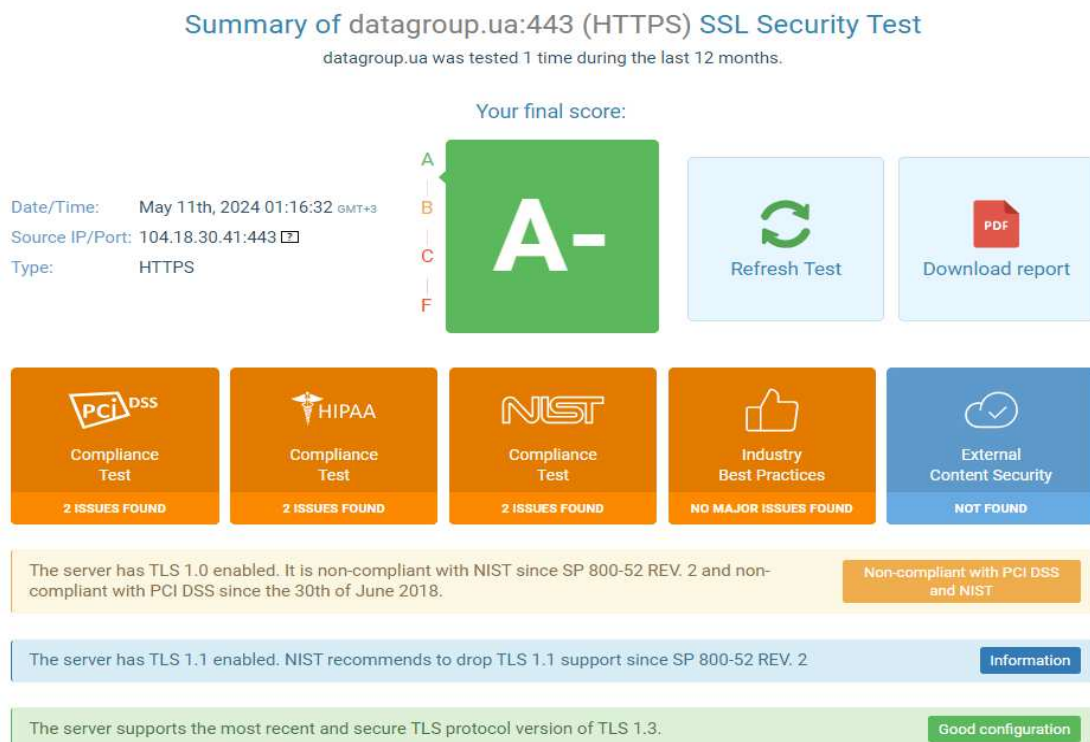 Summary of datagroup.ua:443 (HTTPS) SSL Security Test
datagroup.ua was tested 1 time during the last 12 months.
Your final score:
Date/Time: May 11th, 2024 01:16:32 GMT+3
Source IP/Port: 104.18.30.41:443 ?
Type: HTTPS
A
B
C
F
A-
Refresh Test
PDF
Download report
PCI DSS
Compliance
Test
2 ISSUES FOUND
HIPAA
Compliance
Test
2 ISSUES FOUND
NIST
Compliance
Test
2 ISSUES FOUND
Industry
Best Practices
NO MAJOR ISSUES FOUND
External
Content Security
NOT FOUND
The server has TLS 1.0 enabled. It is non-compliant with NIST since SP 800-52 REV. 2 and non-
compliant with PCI DSS since the 30th of June 2018.
Non-compliant with PCI DSS
and NIST
The server has TLS 1.1 enabled. NIST recommends to drop TLS 1.1 support since SP 800-52 REV. 2
Information
The server supports the most recent and secure TLS protocol version of TLS 1.3.
Good configuration